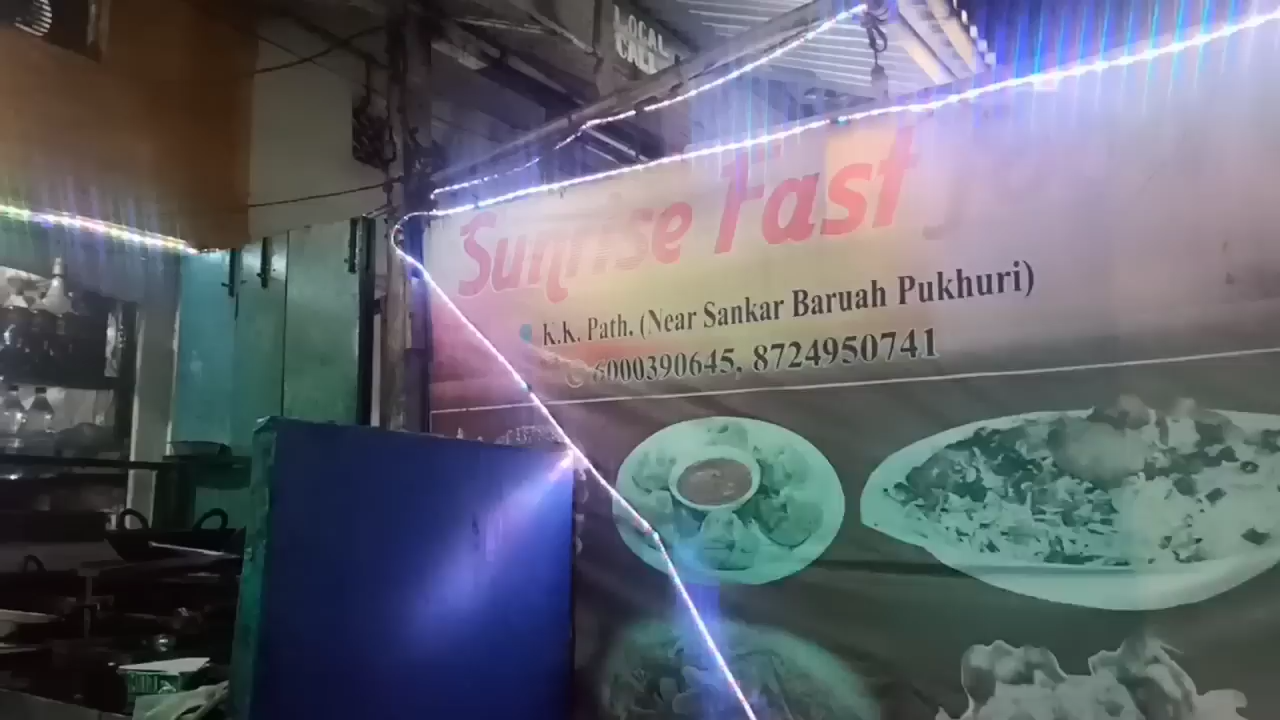 LOCAL
CALL
Sunrise Fast
K.K. Path. (Near Sankar Baruah Pukhuri)
6000390645, 8724950741